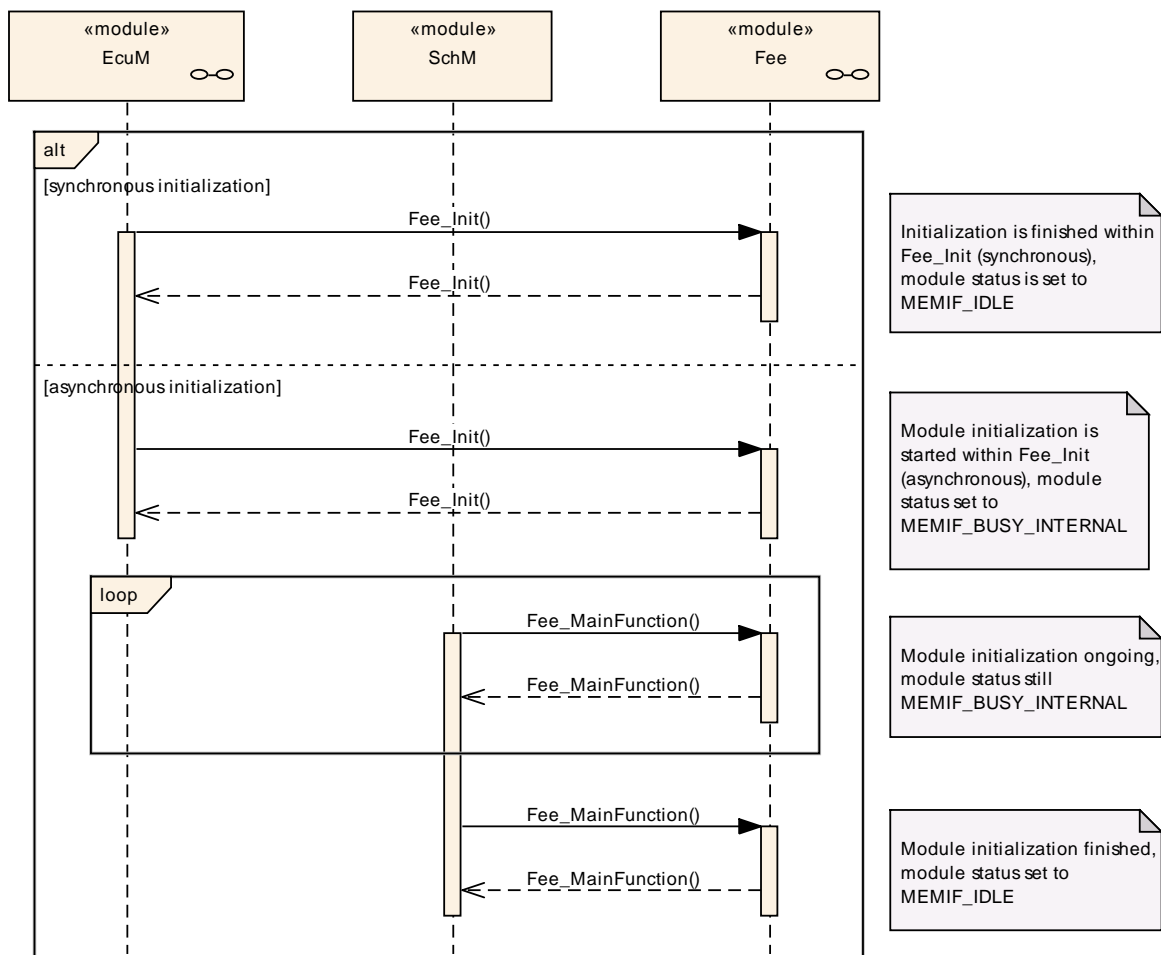 «module»
EcuM
«module»
SchM
«module»
Fee
alt
[synchronous initialization]
Fee_Init()
Initialization is finished within
Fee_Init (synchronous),
module status is set to
MEMIF_IDLE
Fee_Init()
[asynchronous initialization]
Fee_Init()
Module initialization is
started within Fee_Init
(asynchronous), module
status set to
MEMIF_BUSY_INTERNAL
Fee_Init()
loop
Fee_MainFunction()
Module initialization ongoing,
module status still
MEMIF_BUSY_INTERNAL
Fee_MainFunction()
Fee_MainFunction()
Module initialization finished,
module status set to
MEMIF_IDLE
Fee_MainFunction()